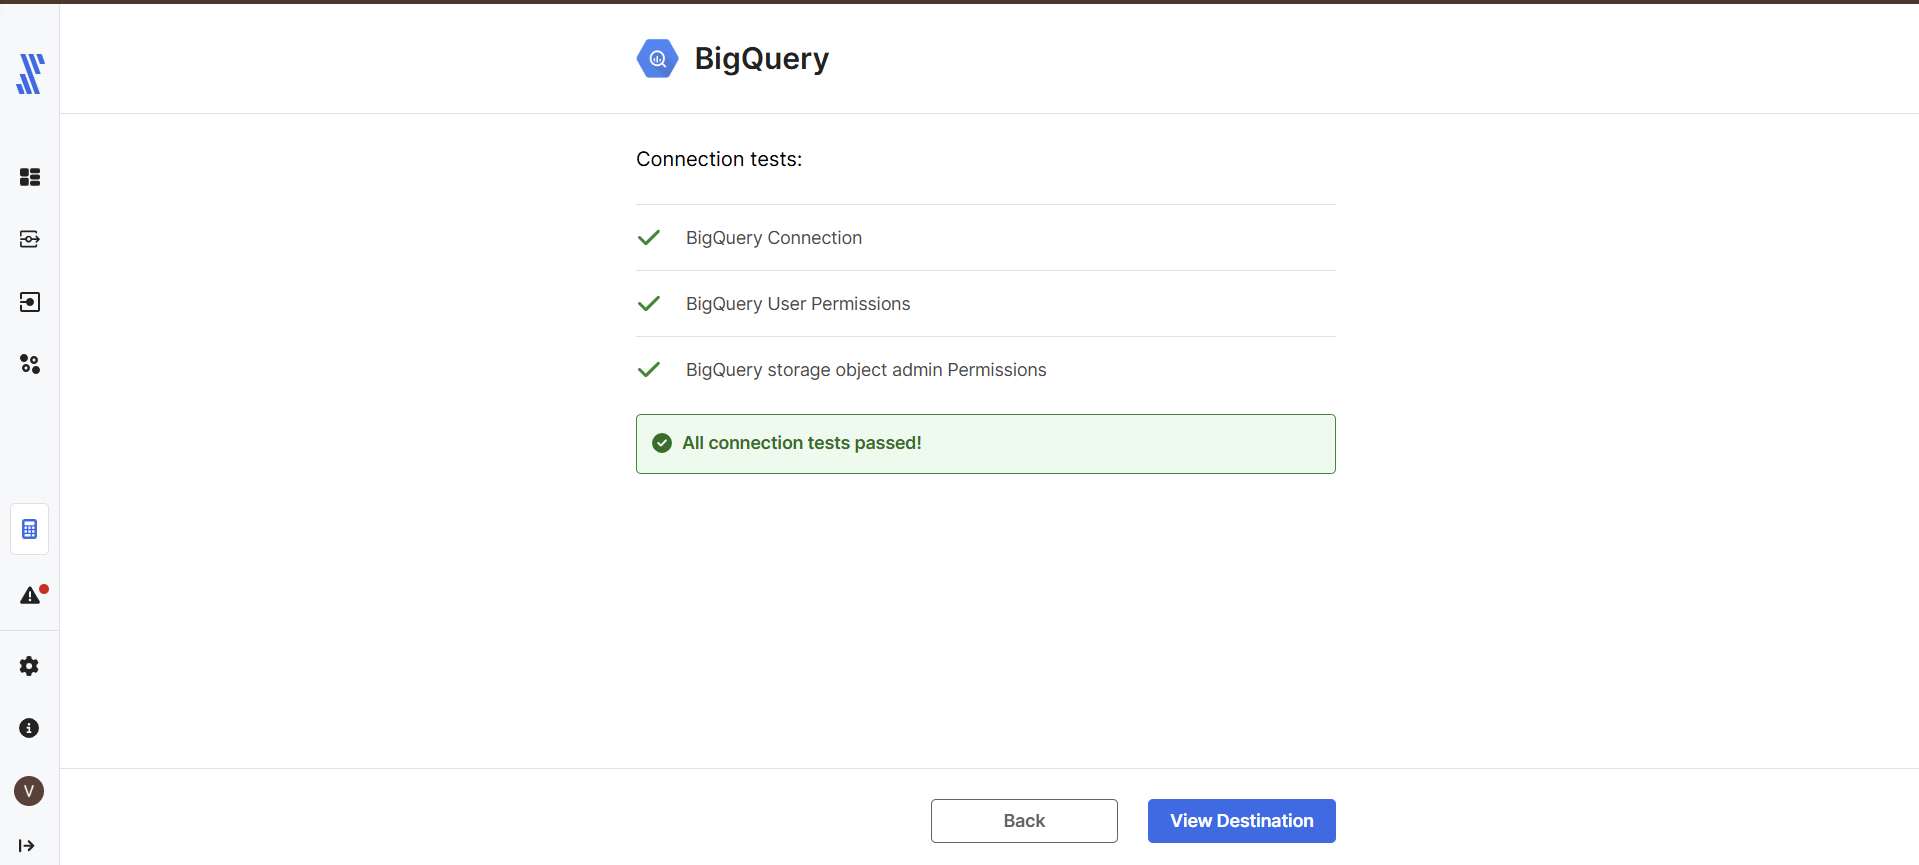 BigQuery
Connection tests:
BigQuery Connection
BigQuery User Permissions
BigQuery storage object admin Permissions
All connection tests passed!
V
Back
View Destination